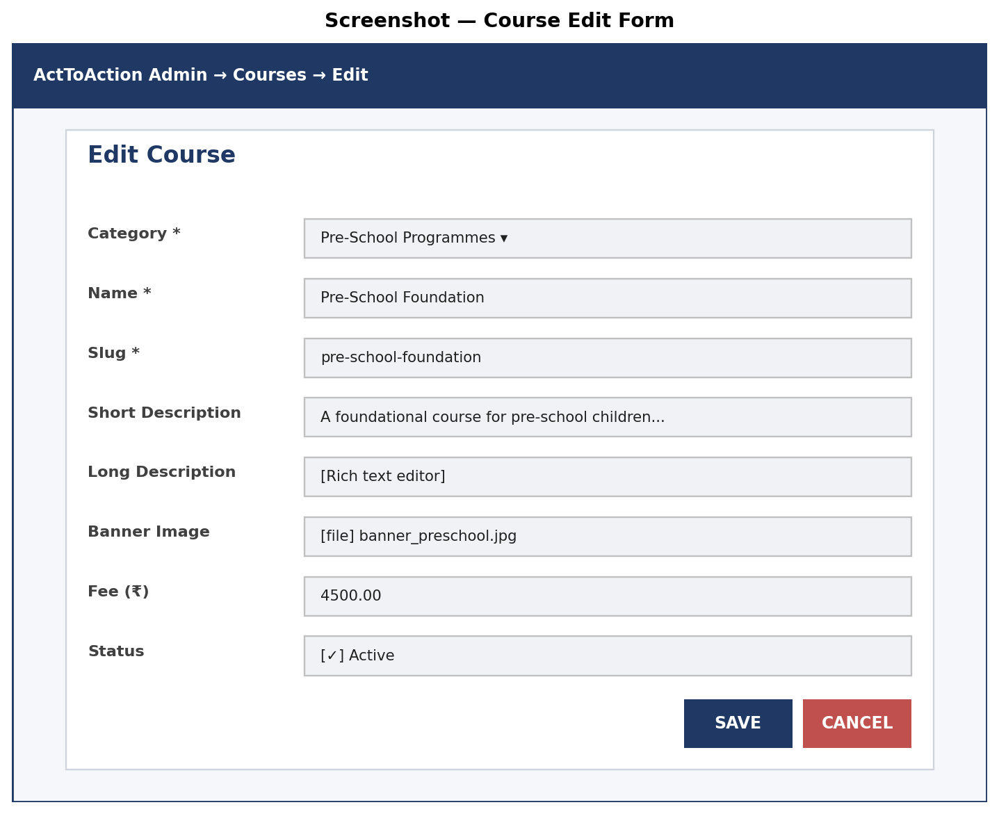 Screenshot — Course Edit Form
ActToAction Admin → Courses → Edit
Edit Course
Category * Pre-School Programmes ▾
Name * Pre-School Foundation
Slug * pre-school-foundation
Short Description A foundational course for pre-school children...
Long Description [Rich text editor]
Banner Image [file] banner_preschool.jpg
Fee (₹) 4500.00
Status [✓] Active
SAVE CANCEL